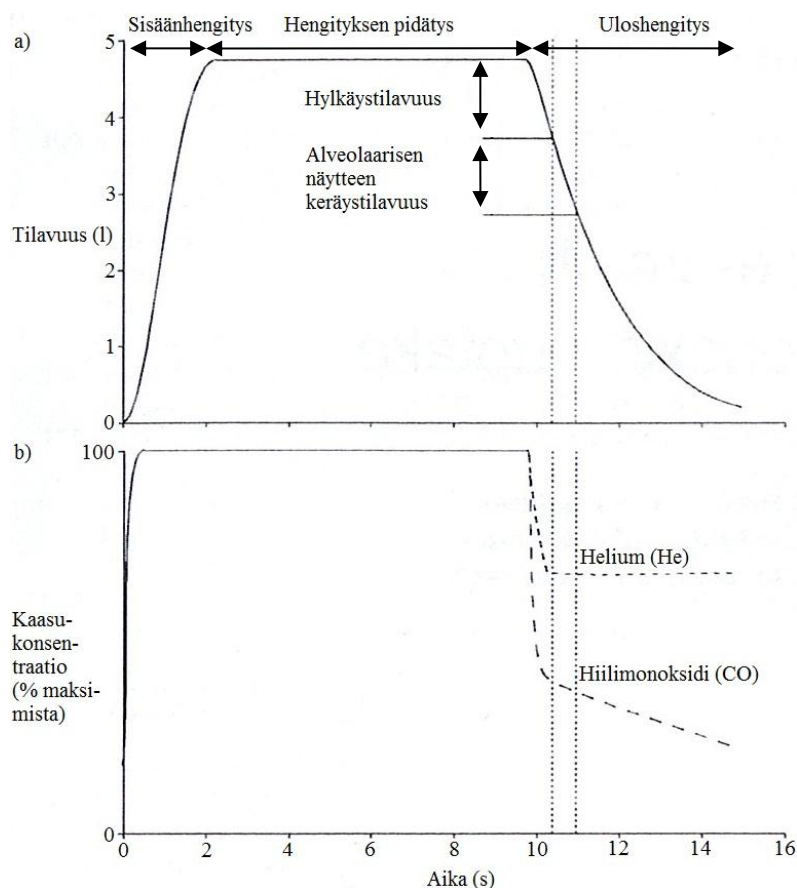 Sisäänhengitys Hengityksen pidätys Uloshengitys
a)
5
Hylkäystilavuus
4
Alveolaarisen
näytteen
keräystilavuus
3
Tilavuus (l)
2
1
0
b)
100
Helium (He)
Kaasu-
konsen-
traatio
(% maksi-
mista)
Hiilimonoksidi (CO)
0
0 2 4 6 8 10 12 14 16
Aika (s)